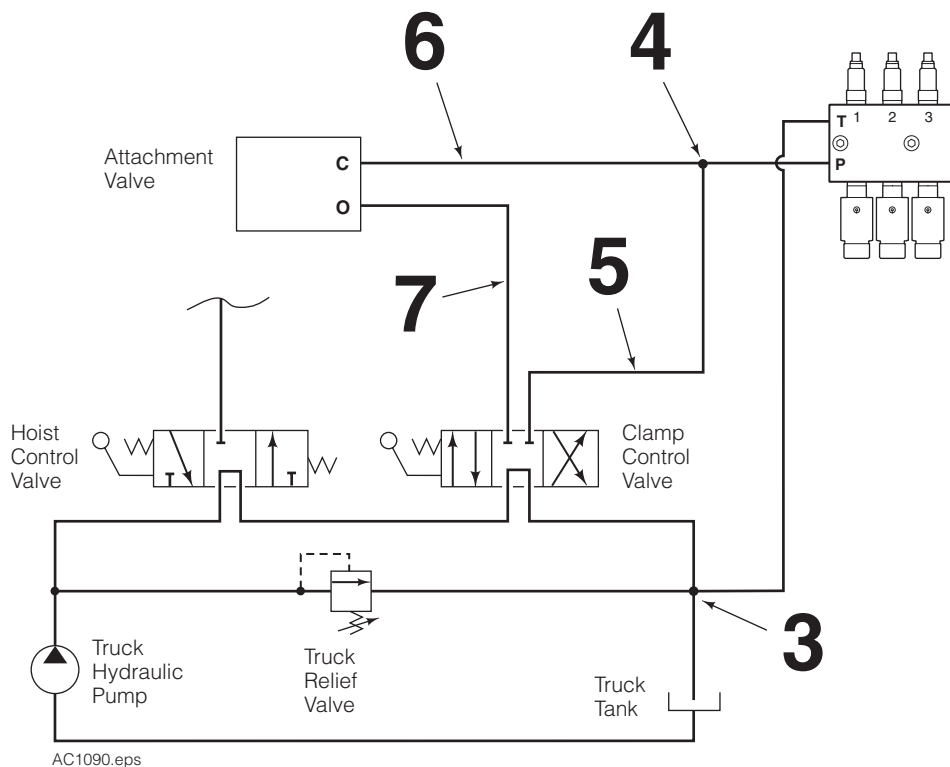 6
4
T 1 2 3
P
Attachment
Valve
C
O
7
5
Hoist
Control
Valve
T
T
Clamp
Control
Valve
3
Truck
Hydraulic
Pump
Truck
Relief
Valve
Truck
Tank
AC1090.eps